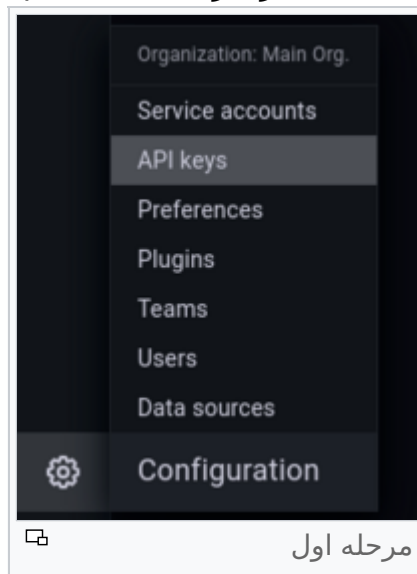 Organization: Main Org.
Service accounts
API keys
Preferences
Plugins
Teams
Users
Data sources
Configuration
مرحله اول